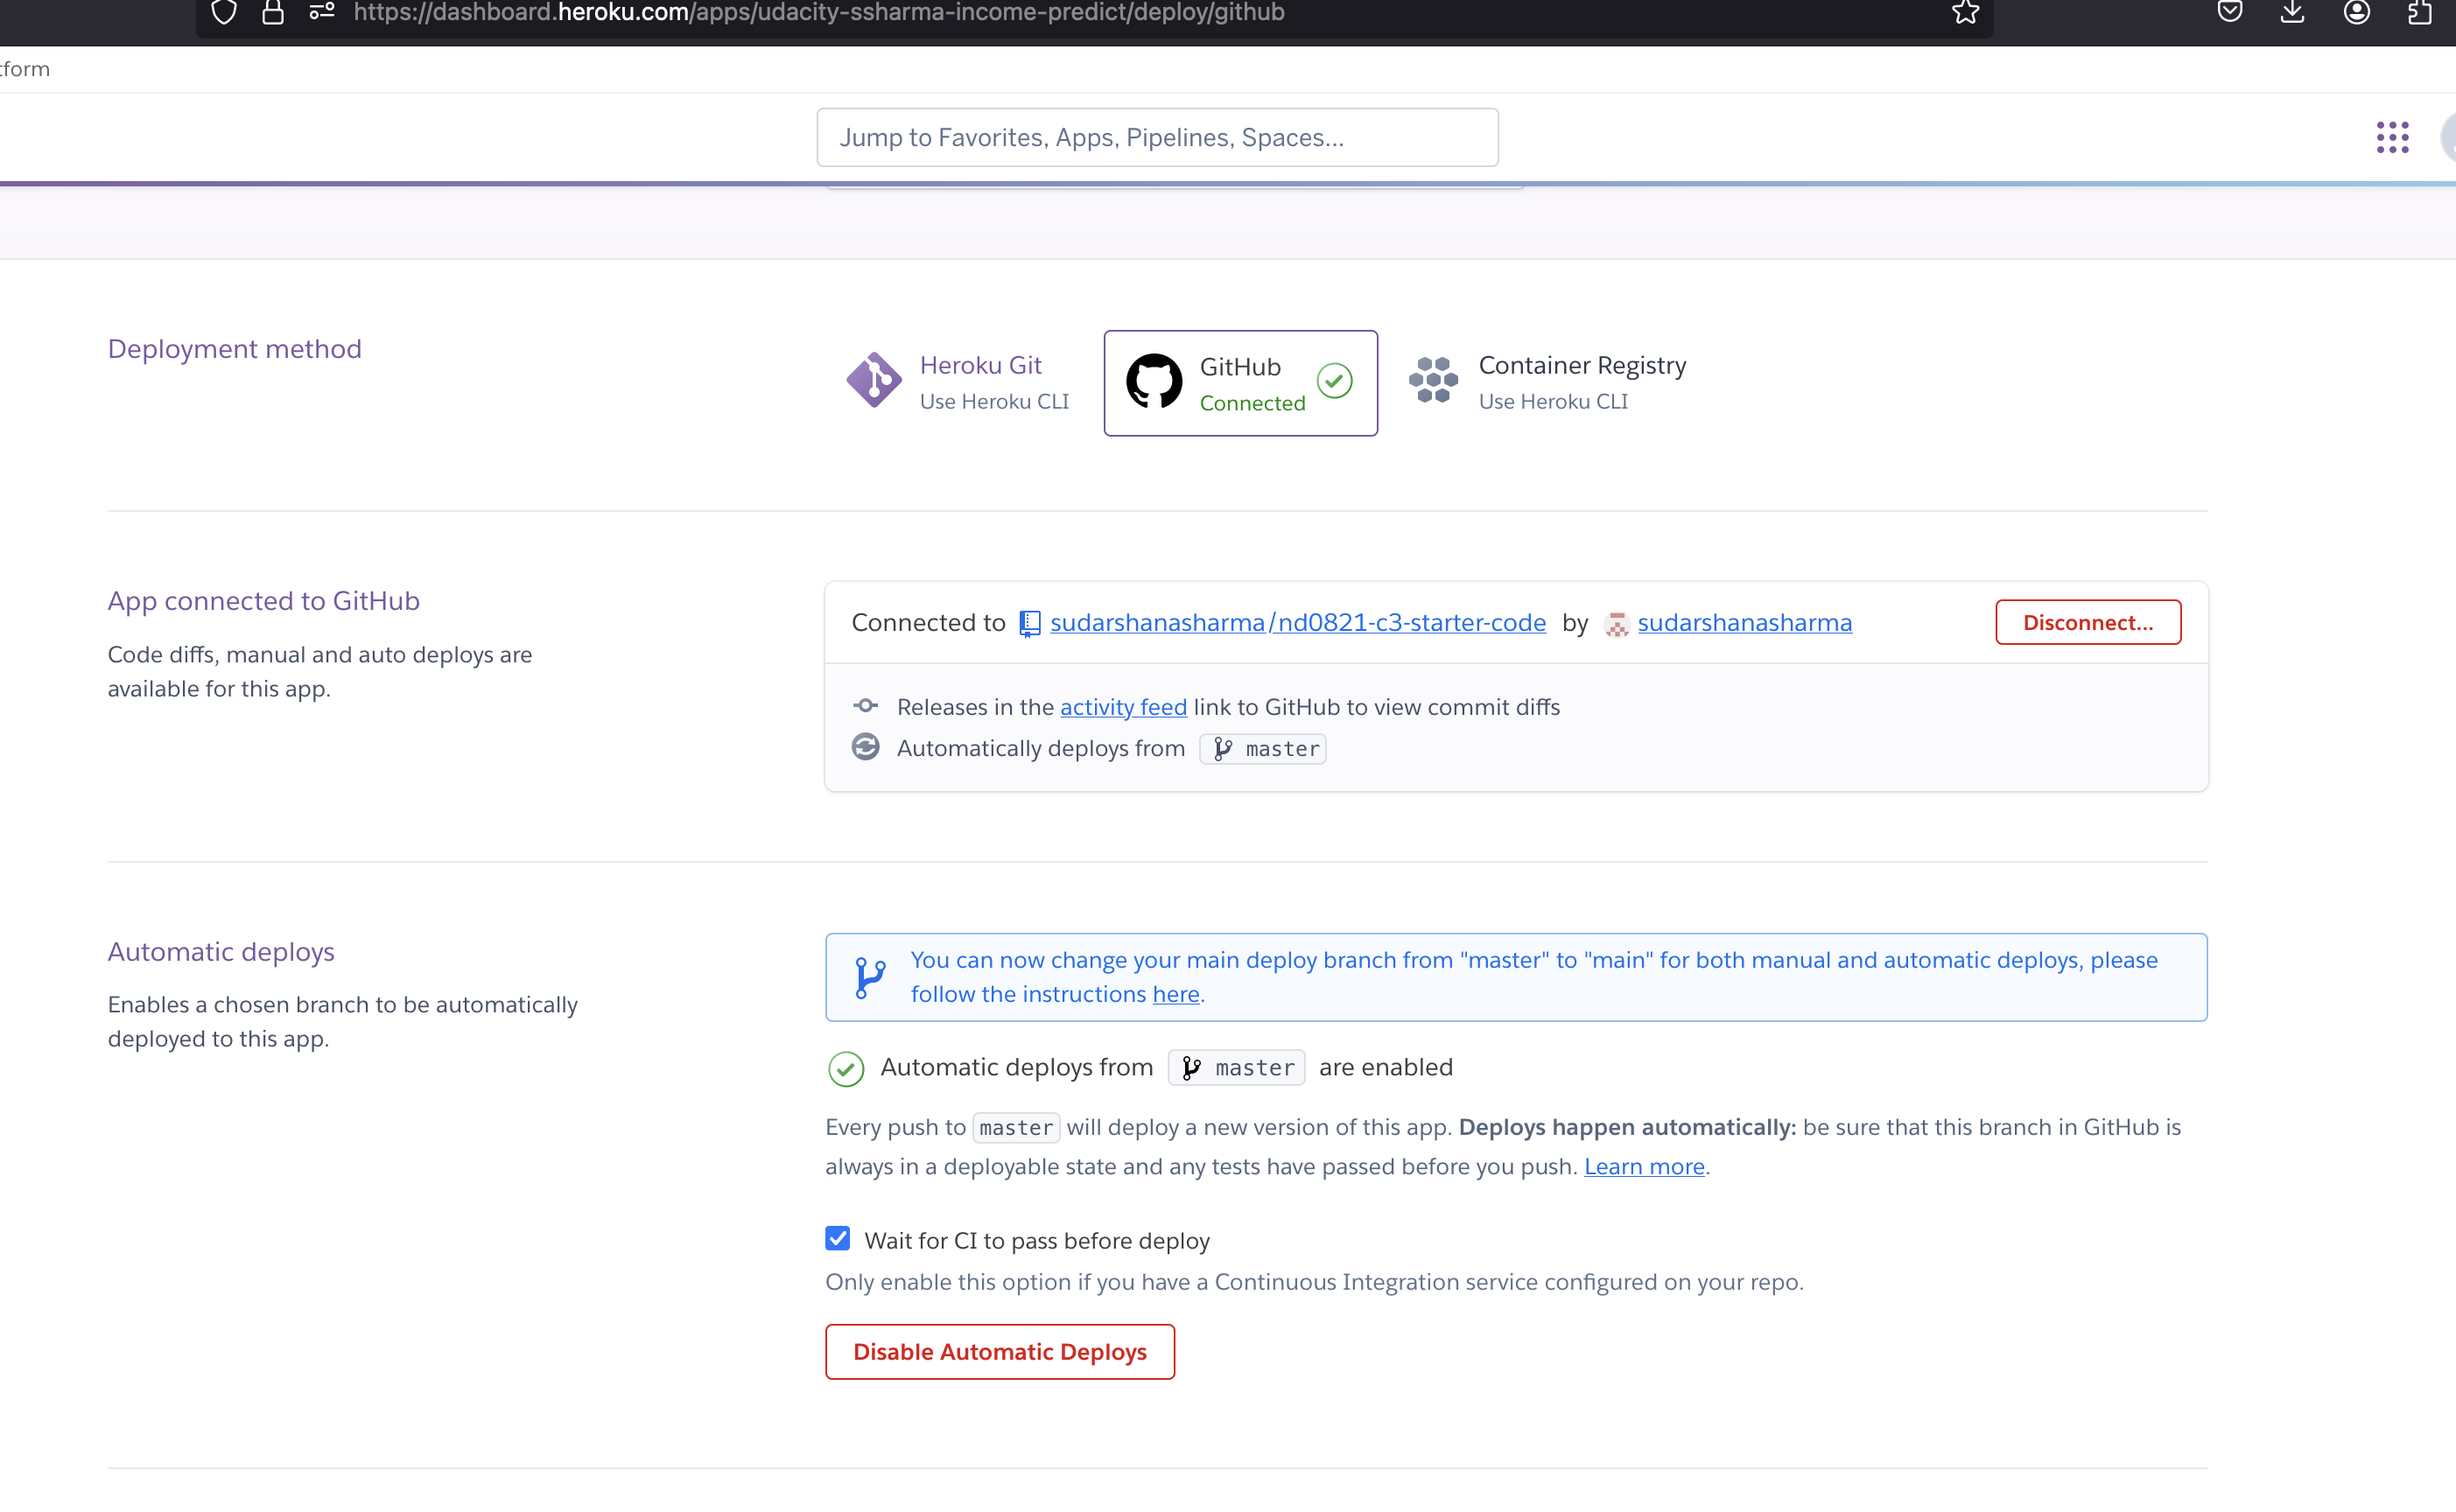 https://dashboard.heroku.com/apps/udacity-ssharma-income-predict/deploy/github
tform
Jump to Favorites, Apps, Pipelines, Spaces...
Deployment method
Heroku Git
Use Heroku CLI
GitHub
Connected
Container Registry
Use Heroku CLI
App connected to GitHub
Code diffs, manual and auto deploys are
available for this app.
Connected to sudarshanasharma/nd0821-c3-starter-code by sudarshanasharma
Disconnect...
Releases in the activity feed link to GitHub to view commit diffs
Automatically deploys from master
Automatic deploys
Enables a chosen branch to be automatically
deployed to this app.
You can now change your main deploy branch from "master" to "main" for both manual and automatic deploys, please
follow the instructions here.
Automatic deploys from master are enabled
Every push to master will deploy a new version of this app. Deploys happen automatically: be sure that this branch in GitHub is
always in a deployable state and any tests have passed before you push. Learn more.
Wait for CI to pass before deploy
Only enable this option if you have a Continuous Integration service configured on your repo.
Disable Automatic Deploys